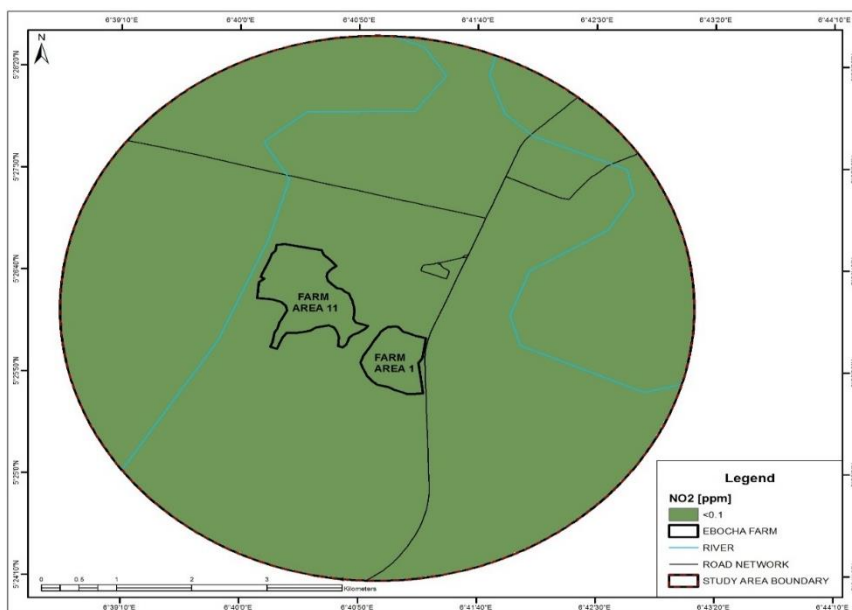 6°39'10"E 6°40'0"E 6°40'50"E 6°41'40"E 6°42'30"E 6°43'20"E 6°44'10"E
N
5°28'20"N
5°27'30"N
5°26'40"N
5°25'50"N
5°25'0"N
5°24'10"N
FARM
AREA 11
FARM
AREA 1
Legend
NO2 [ppm]
<0.1
EBOCHA FARM
RIVER
ROAD NETWORK
STUDY AREA BOUNDARY
0 0.5 1 2 3
Kilometers
6°39'10"E 6°40'0"E 6°40'50"E 6°41'40"E 6°42'30"E 6°43'20"E 6°44'10"E